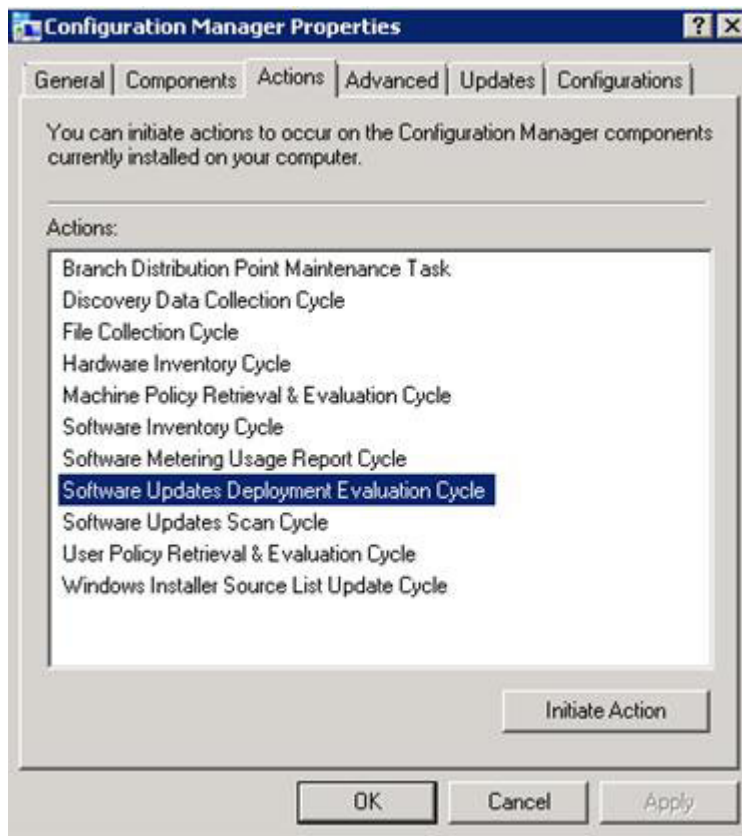 Configuration Manager Properties
General Components Actions Advanced Updates Configurations
You can initiate actions to occur on the Configuration Manager components
currently installed on your computer.
Actions:
Branch Distribution Point Maintenance Task
Discovery Data Collection Cycle
File Collection Cycle
Hardware Inventory Cycle
Machine Policy Retrieval & Evaluation Cycle
Software Inventory Cycle
Software Metering Usage Report Cycle
Software Updates Deployment Evaluation Cycle
Software Updates Scan Cycle
User Policy Retrieval & Evaluation Cycle
Windows Installer Source List Update Cycle
Initiate Action
OK Cancel Apply